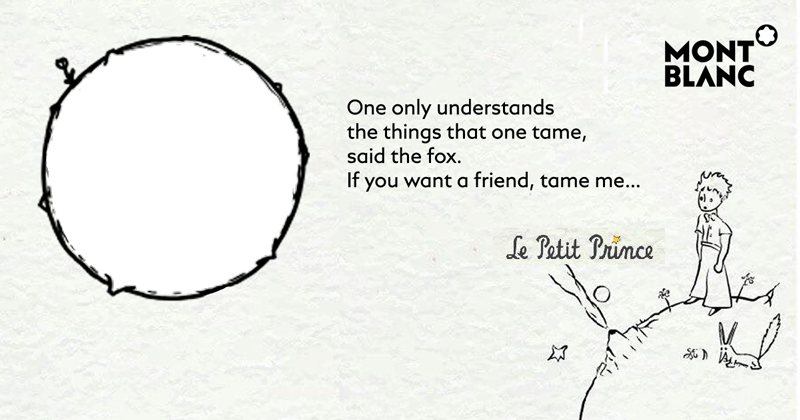 MONT
BLANC
One only understands
the things that one tame,
said the fox.
If you want a friend, tame me...
Le Petit Prince